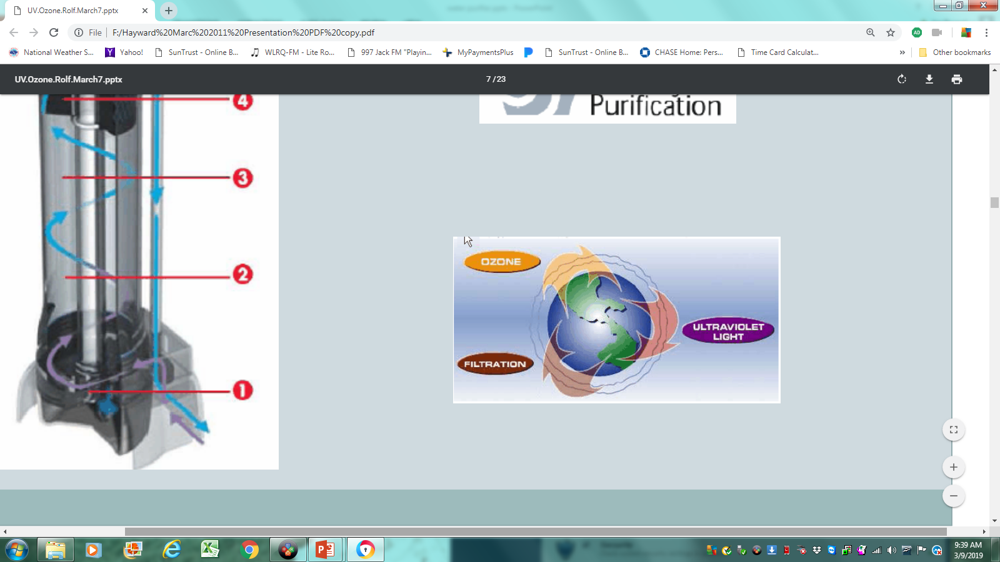 UV.Ozone.Rolf.March7.pptx
File
F:/Hayward%20Marc%202011%20Presentation%20PDF%20copy.pdf
AD
National Weather S...
Yahoo!
SunTrust - Online B...
WLRQ-FM - Lite Ro...
997 Jack FM "Playin...
MyPaymentsPlus
SunTrust - Online B...
CHASE Home: Pers...
Time Card Calculat...
»
Other bookmarks
UV.Ozone.Rolf.March7.pptx
7 / 23
4
Purification
3
2
1
OZONE
ULTRAVIOLET
LIGHT
FILTRATION
9:39 AM
3/9/2019